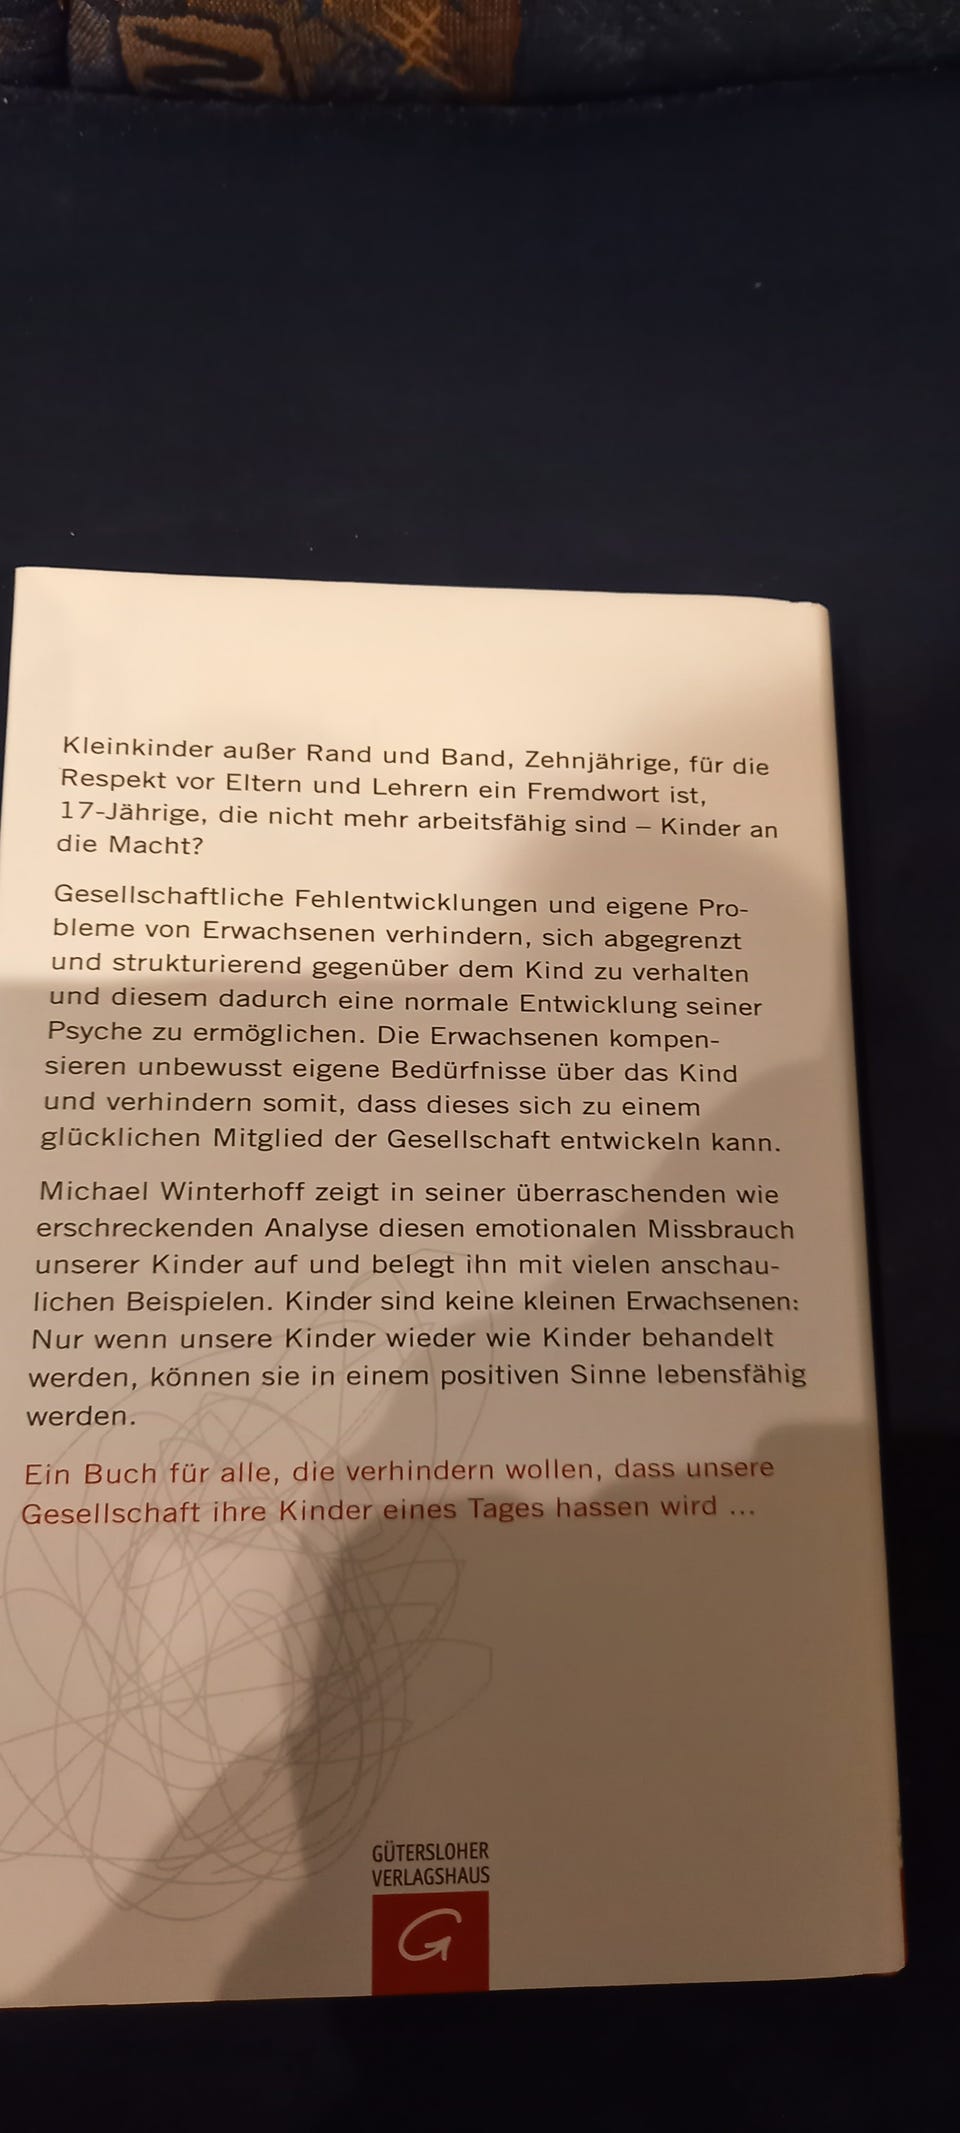 Kleinkinder außer Rand und Band, Zehnjährige, für die
Respekt vor Eltern und Lehrern ein Fremdwort ist,
17-Jährige, die nicht mehr arbeitsfähig sind – Kinder an
die Macht?
Gesellschaftliche Fehlentwicklungen und eigene Pro-
bleme von Erwachsenen verhindern, sich abgegrenzt
und strukturierend gegenüber dem Kind zu verhalten
und diesem dadurch eine normale Entwicklung seiner
Psyche zu ermöglichen. Die Erwachsenen kompen-
sieren unbewusst eigene Bedürfnisse über das Kind
und verhindern somit, dass dieses sich zu einem
glücklichen Mitglied der Gesellschaft entwickeln kann.
Michael Winterhoff zeigt in seiner überraschenden wie
erschreckenden Analyse diesen emotionalen Missbrauch
unserer Kinder auf und belegt ihn mit vielen anschau-
lichen Beispielen. Kinder sind keine kleinen Erwachsenen:
Nur wenn unsere Kinder wieder wie Kinder behandelt
werden, können sie in einem positiven Sinne lebensfähig
werden.
Ein Buch für alle, die verhindern wollen, dass unsere
Gesellschaft ihre Kinder eines Tages hassen wird ...
GÜTERSLOHER
VERLAGSHAUS
G